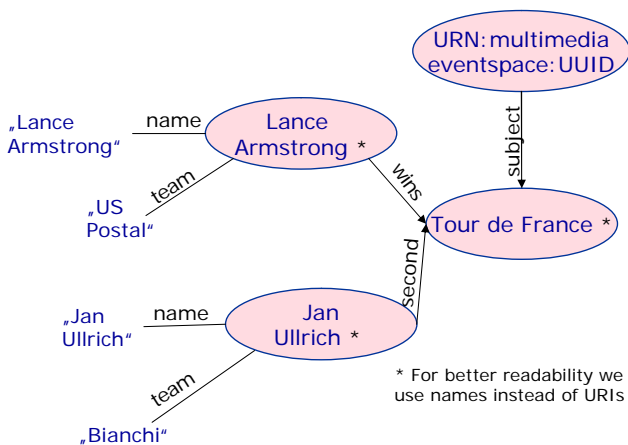 URN:multimedia
eventspace:UUID
„Lance
Armstrong“
name
Lance
Armstrong *
team
„US
Postal“
wins
subject
Tour de France *
second
„Jan
Ullrich“
name
Jan
Ullrich *
team
„Bianchi“
* For better readability we
use names instead of URIs